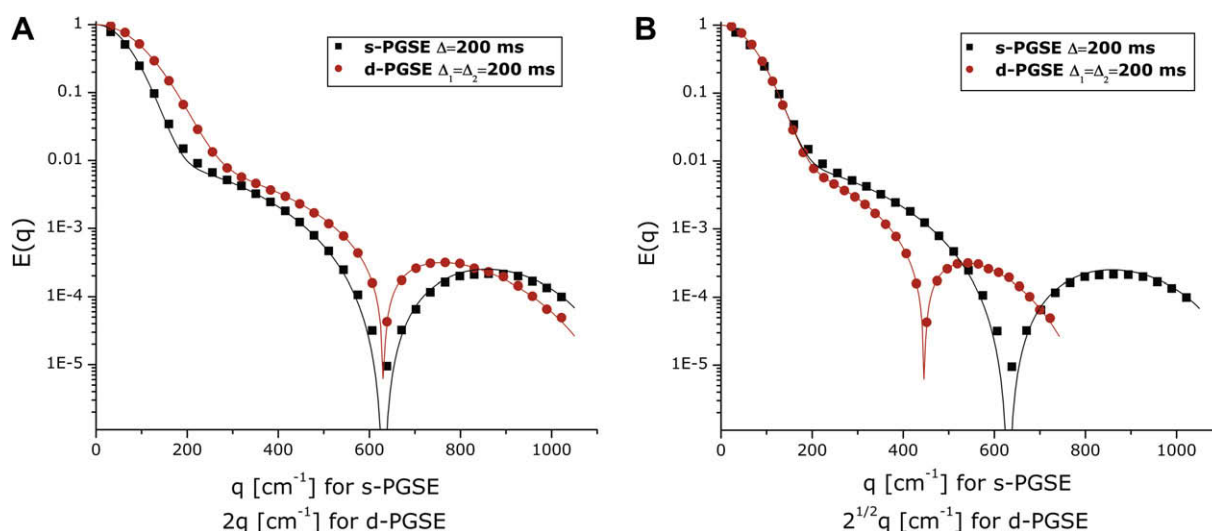 A
s-PGSE Δ=200 ms
d-PGSE Δ₁=Δ₂=200 ms
E(q)
1
0.1
0.01
1E-3
1E-4
1E-5
0 200 400 600 800 1000
q [cm⁻¹] for s-PGSE
2q [cm⁻¹] for d-PGSE
B
s-PGSE Δ=200 ms
d-PGSE Δ₁=Δ₂=200 ms
E(q)
1
0.1
0.01
1E-3
1E-4
1E-5
0 200 400 600 800 1000
q [cm⁻¹] for s-PGSE
2¹ᐟ²q [cm⁻¹] for d-PGSE